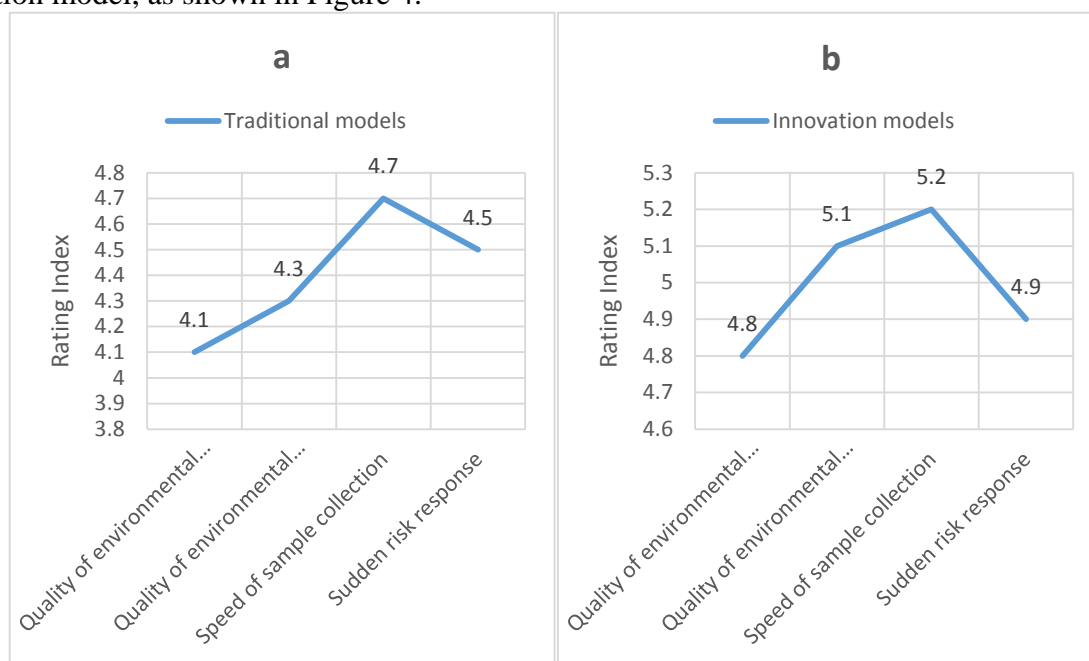 tion model, as shown in Figure 4.
a
Traditional models
Rating Index
4.8
4.7
4.6
4.5
4.4
4.3
4.2
4.1
4
3.9
3.8
4.1
4.3
4.7
4.5
Quality of environmental...
Quality of environmental...
Speed of sample collection
Sudden risk response
b
Innovation models
Rating Index
5.3
5.2
5.1
5
4.9
4.8
4.7
4.6
4.8
5.1
5.2
4.9
Quality of environmental...
Quality of environmental...
Speed of sample collection
Sudden risk response